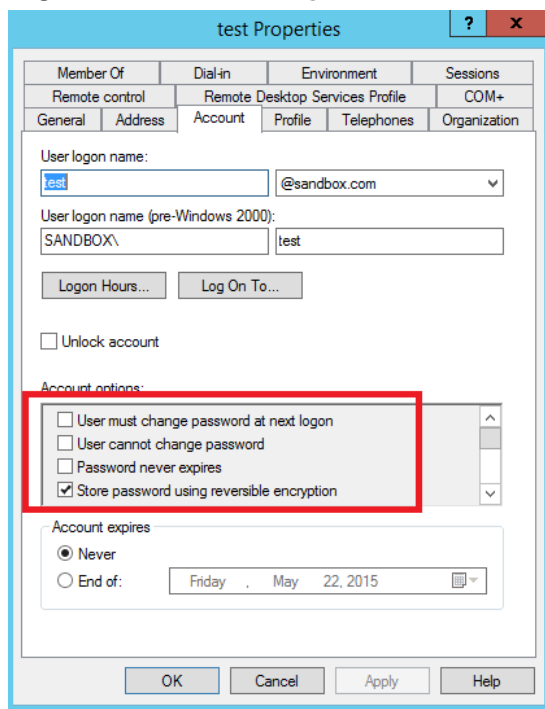 test Properties
?
x
Member Of
Dial-in
Environment
Sessions
Remote control
Remote Desktop Services Profile
COM+
General
Address
Account
Profile
Telephones
Organization
User logon name:
test
@sandbox.com
User logon name (pre-Windows 2000):
SANDBOX\
test
Logon Hours...
Log On To...
Unlock account
Account options:
User must change password at next logon
User cannot change password
Password never expires
Store password using reversible encryption
Account expires
Never
End of:
Friday , May 22, 2015
OK
Cancel
Apply
Help